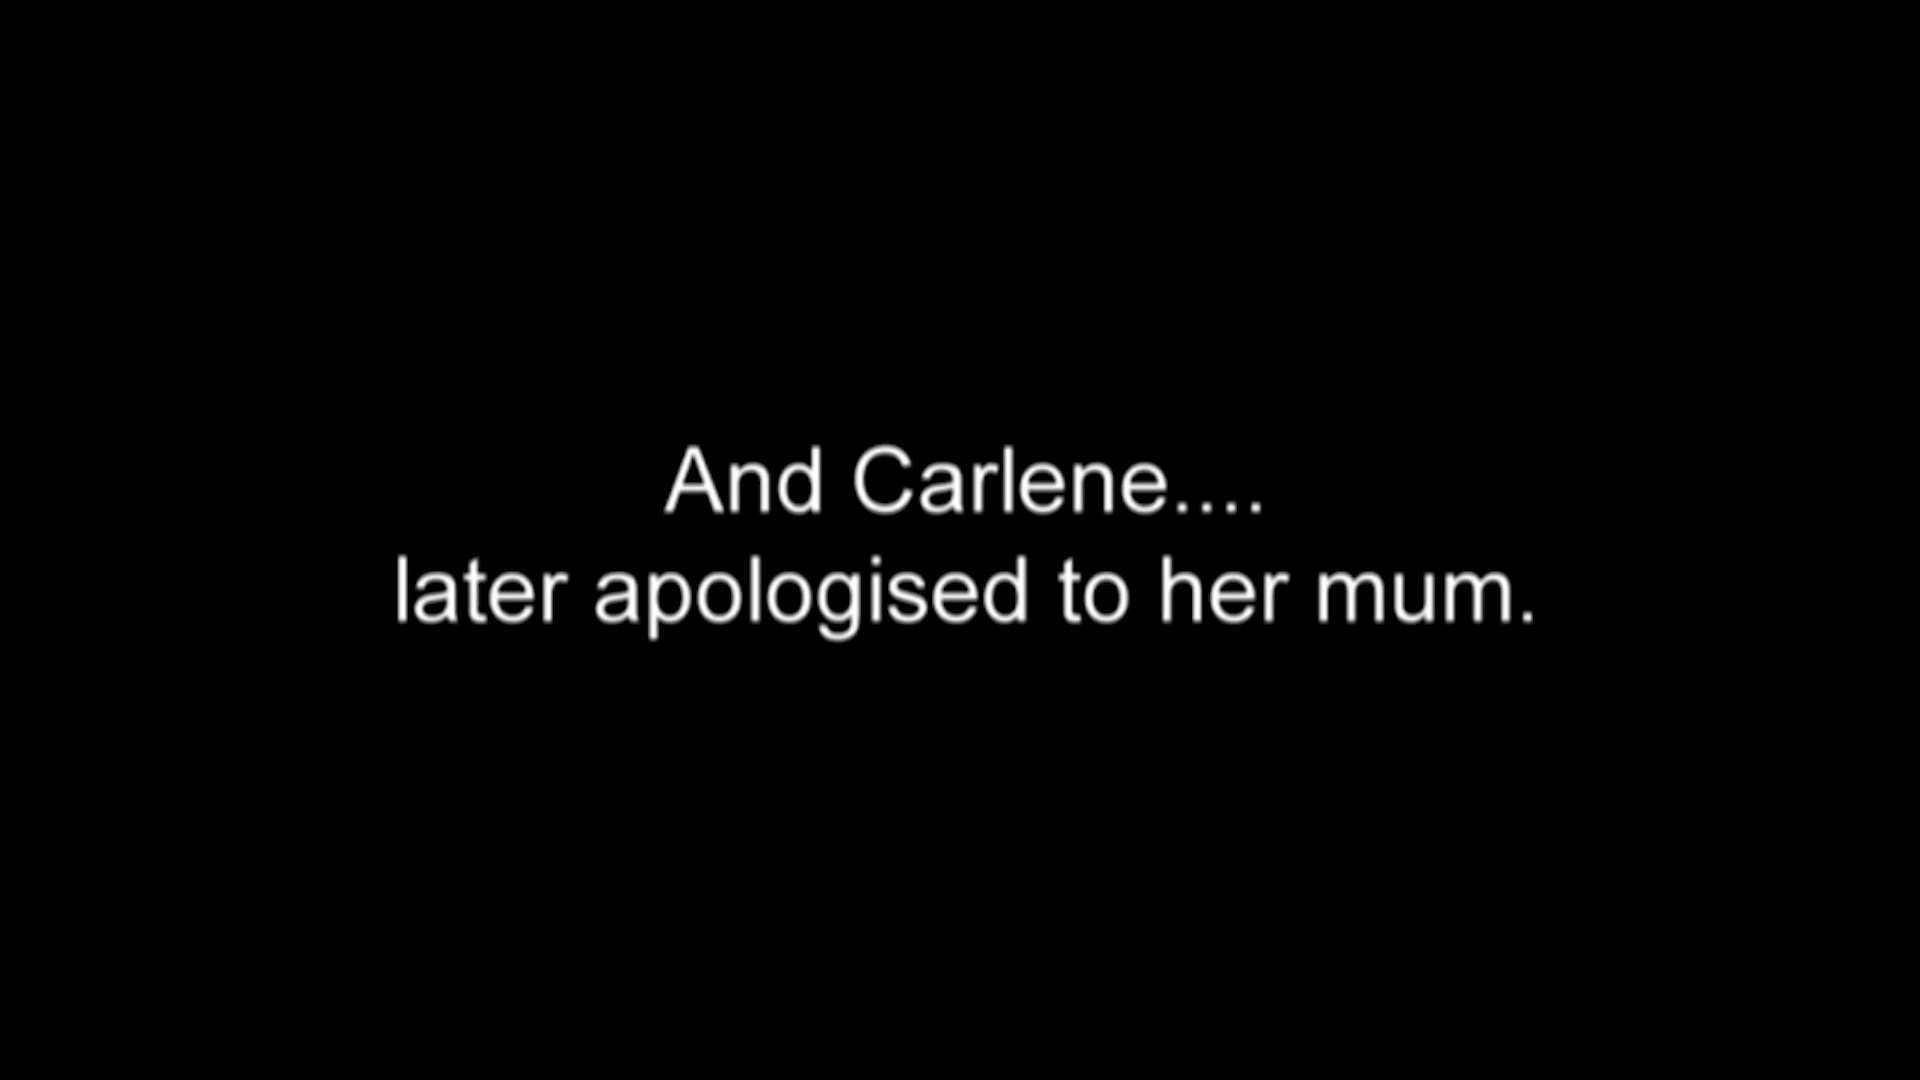 And Carlene....
later apologised to her mum.